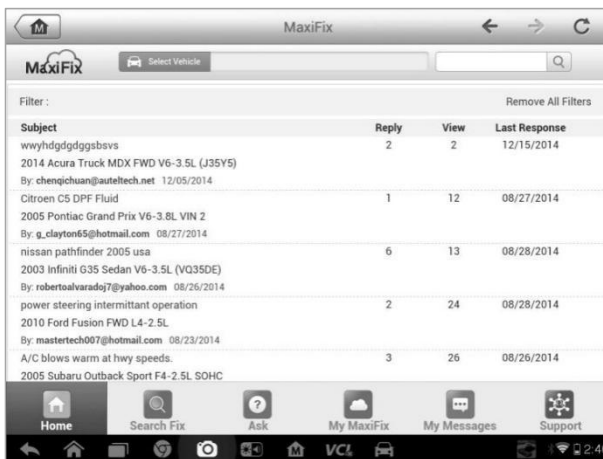 MaxiFix
MaxiFix Select Vehicle
Filter : Remove All Filters
Subject Reply View Last Response
wwyhdgdgdggsbsvs 2 2 12/15/2014
2014 Acura Truck MDX FWD V6-3.5L (J35Y5)
By: chenqichuan@auteltech.net 12/05/2014
Citroen C5 DPF Fluid 1 12 08/27/2014
2005 Pontiac Grand Prix V6-3.8L VIN 2
By: g_clayton65@hotmail.com 08/27/2014
nissan pathfinder 2005 usa 6 13 08/28/2014
2003 Infiniti G35 Sedan V6-3.5L (VQ35DE)
By: robertoalvaradoj7@yahoo.com 08/26/2014
power steering intermittant operation 2 24 08/28/2014
2010 Ford Fusion FWD L4-2.5L
By: mastertech007@hotmail.com 08/23/2014
A/C blows warm at hwy speeds. 3 26 08/26/2014
2005 Subaru Outback Sport F4-2.5L SOHC
Home Search Fix Ask My MaxiFix My Messages Support
VCI 2:4